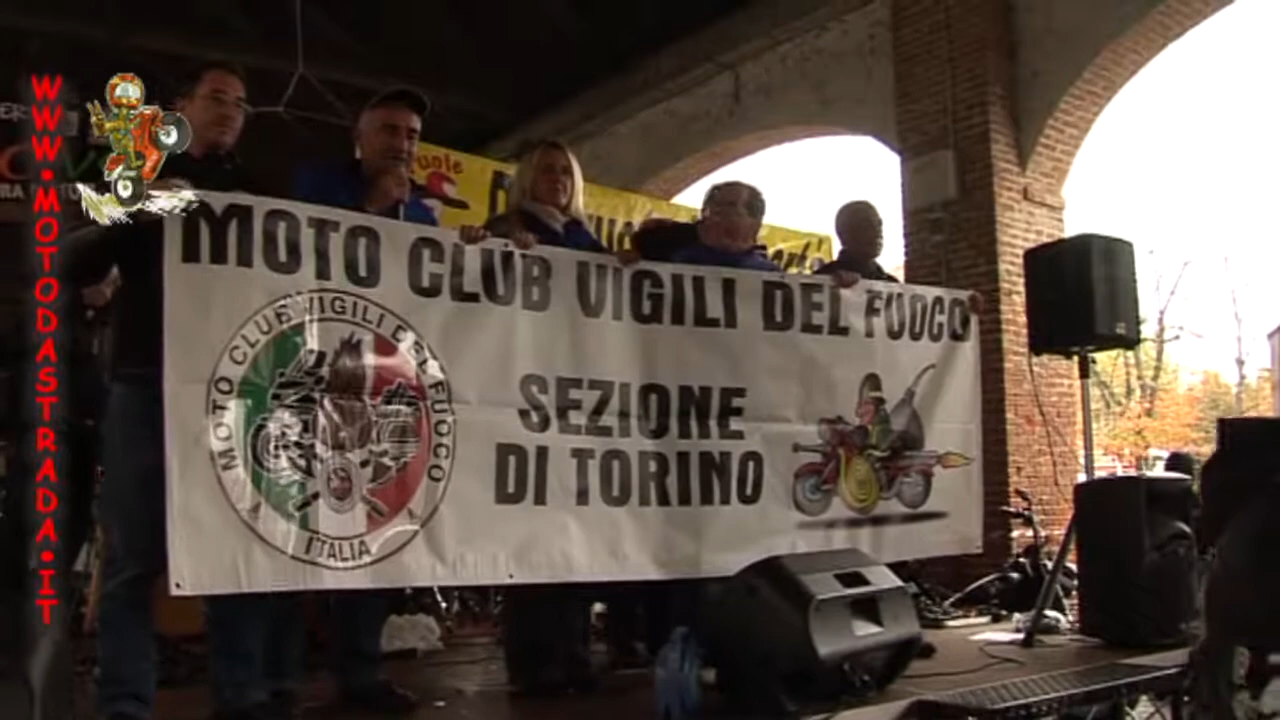 WWW.MOTODASTRADA.IT
MOTO CLUB VIGILI DEL FUOCO
MOTO CLUB VIGILI DEL FUOCO
ITALIA
SEZIONE
DI TORINO